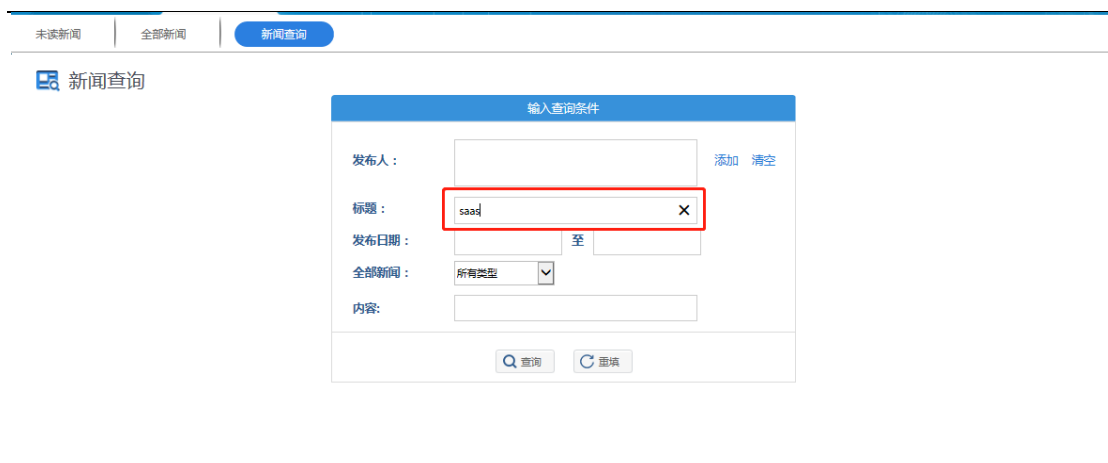 未读新闻 全部新闻 新闻查询
新闻查询
输入查询条件
发布人： 添加 清空
标题： saas
发布日期： 至
全部新闻： 所有类型
内容:
查询 重填